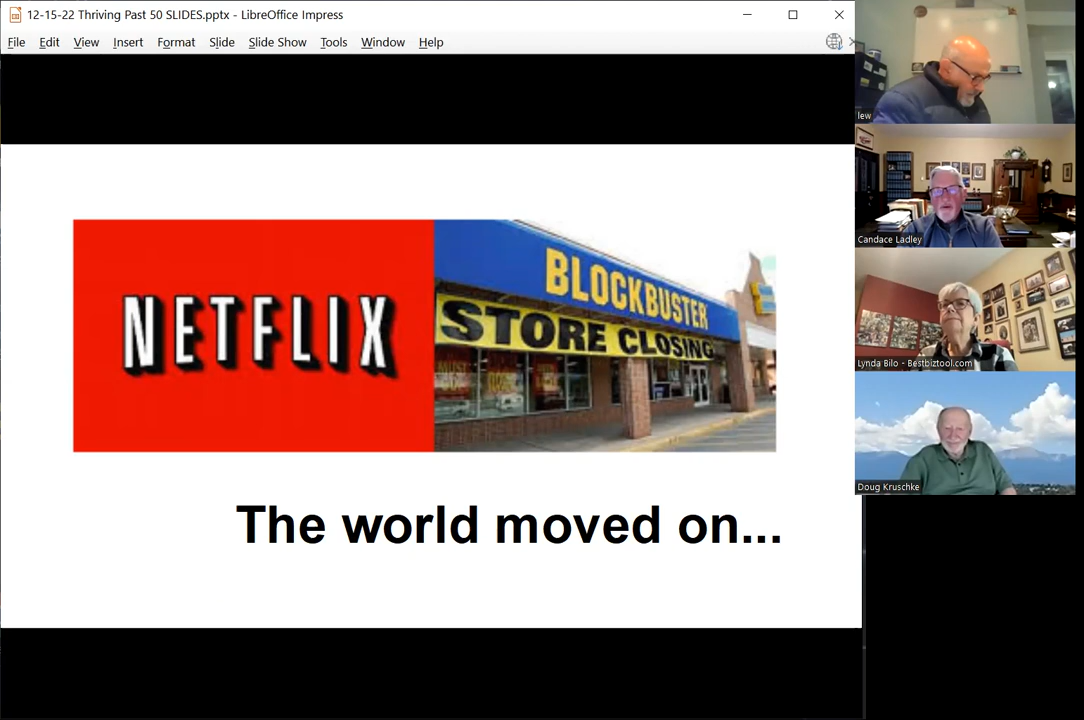 12-15-22 Thriving Past 50 SLIDES.pptx - LibreOffice Impress
File Edit View Insert Format Slide Slide Show Tools Window Help
lew
Candace Ladley
Lynda Bilo - Bestbiztool.com
Doug Kruschke
NETFLIX
BLOCKBUSTER
STORE CLOSING
The world moved on...